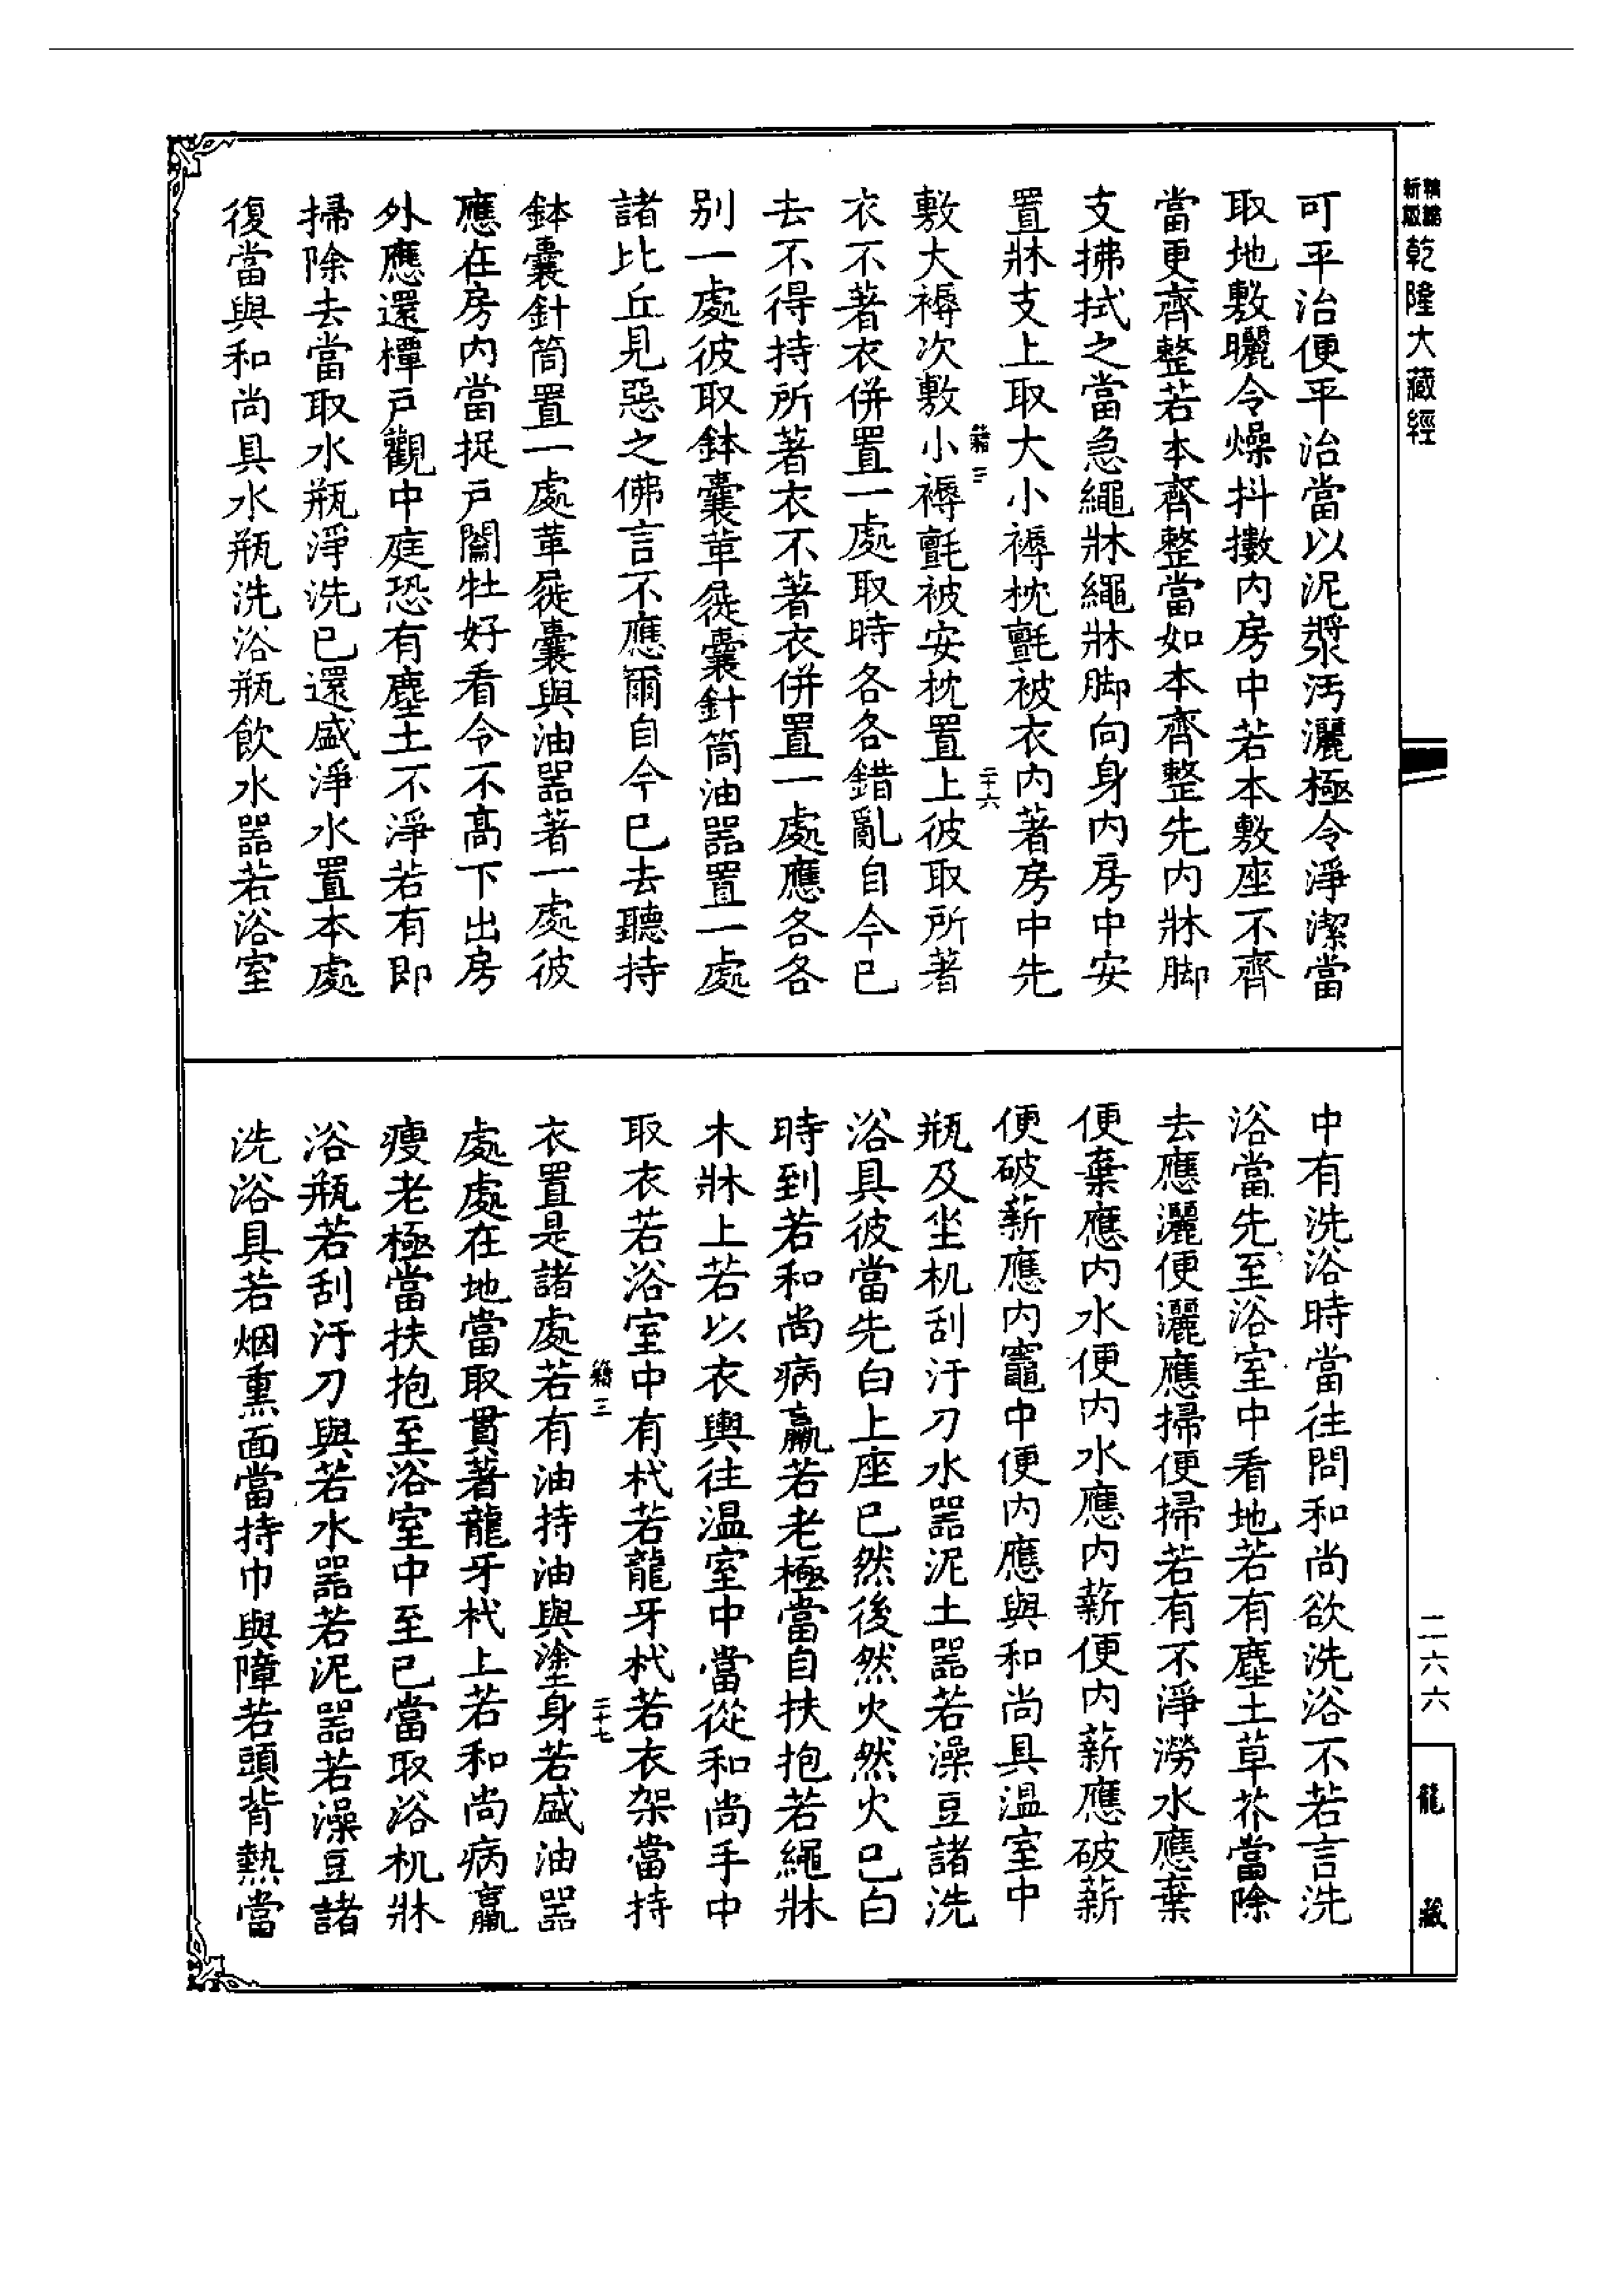 新版
精縮
乾隆大藏經
可平治便平治當以泥漿汚灑極令淨潔當
取地敷曬令燥抖擻內房中若本敷座不齊
當更齊整若本齊整當如本齊整先內牀脚
支拂拭之當急繩牀繩牀脚向身內房中安
置牀支上取大小褥枕氈被衣內著房中先
敷大褥次敷小褥氈被安枕置上彼取所著
籍三
二十六
衣不著衣併置一處取時各各錯亂自今已
去不得持所著衣不著衣併置一處應各各
別一處彼取鉢囊革屣囊針筒油器置一處
諸比丘見惡之佛言不應爾自今已去聽持
鉢囊針筒置一處革屣囊與油器著一處彼
應在房內當捉戶關牡好看令不高下出房
外應還樿戶觀中庭恐有塵土不淨若有即
掃除去當取水瓶淨洗已還盛淨水置本處
復當與和尚具水瓶洗浴瓶飲水器若浴室
中有洗浴時當往問和尚欲洗浴不若言洗
浴當先至浴室中看地若有塵土草芥當除
去應灑便灑應掃便掃若有不淨澇水應棄
便棄應內水便內水應內薪便內薪應破薪
便破薪應內竈中便內應與和尚具溫室中
瓶及坐机刮汙刀水器泥土器若澡豆諸洗
浴具彼當先白上座已然後然火然火已白
時到若和尚病羸若老極當自扶抱若繩牀
木牀上若以衣輿往溫室中當從和尚手中
取衣若浴室中有杙若龍牙杙若衣架當持
籍三
二十七
衣置是諸處若有油持油與塗身若盛油器
處處在地當取貫著龍牙杙上若和尚病羸
瘦老極當扶抱至浴室中至已當取浴机牀
浴瓶若刮汙刀與若水器若泥器若澡豆諸
洗浴具若烟熏面當持巾與障若頭背熱當
二六六
龍藏